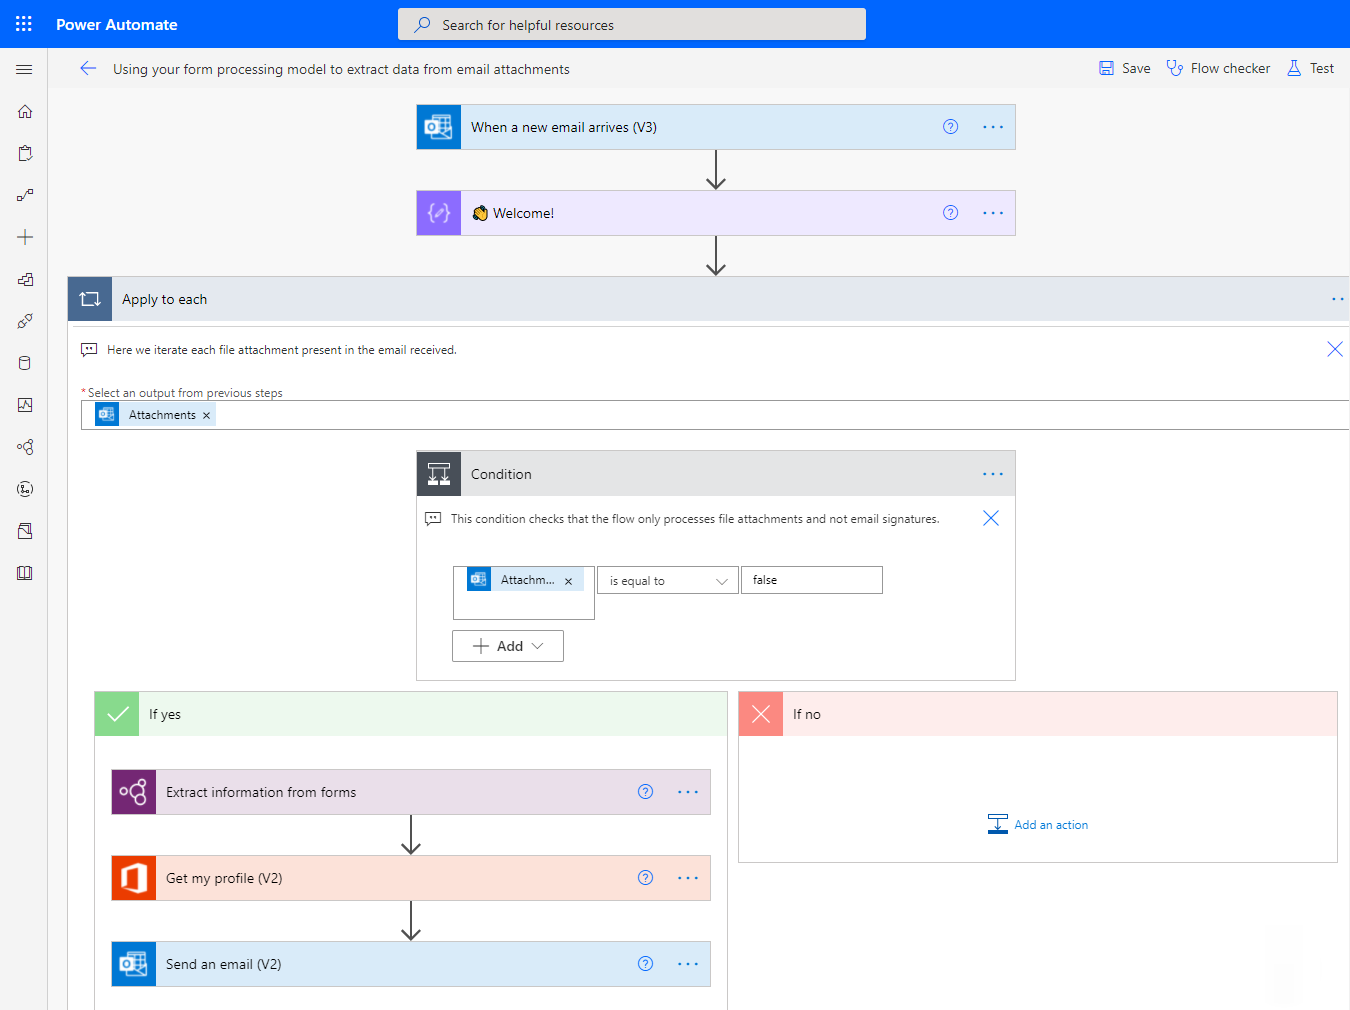 Power Automate
Search for helpful resources
Using your form processing model to extract data from email attachments
Save
Flow checker
Test
When a new email arrives (V3)
👋 Welcome!
Apply to each
Here we iterate each file attachment present in the email received.
* Select an output from previous steps
Attachments ×
Condition
This condition checks that the flow only processes file attachments and not email signatures.
Attachm... × is equal to false
+ Add
If yes
If no
Extract information from forms
Add an action
Get my profile (V2)
Send an email (V2)